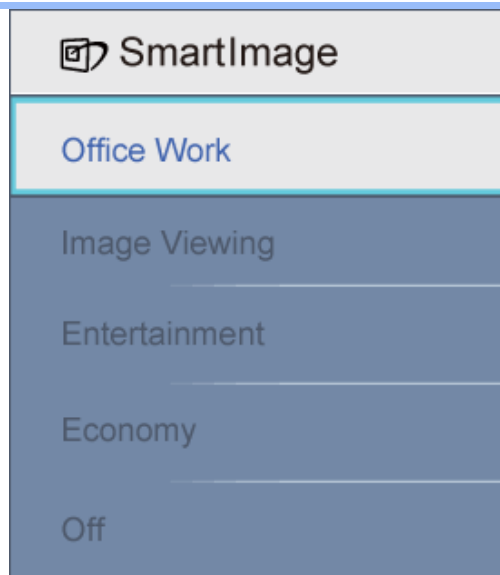 SmartImage
Office Work
Image Viewing
Entertainment
Economy
Off